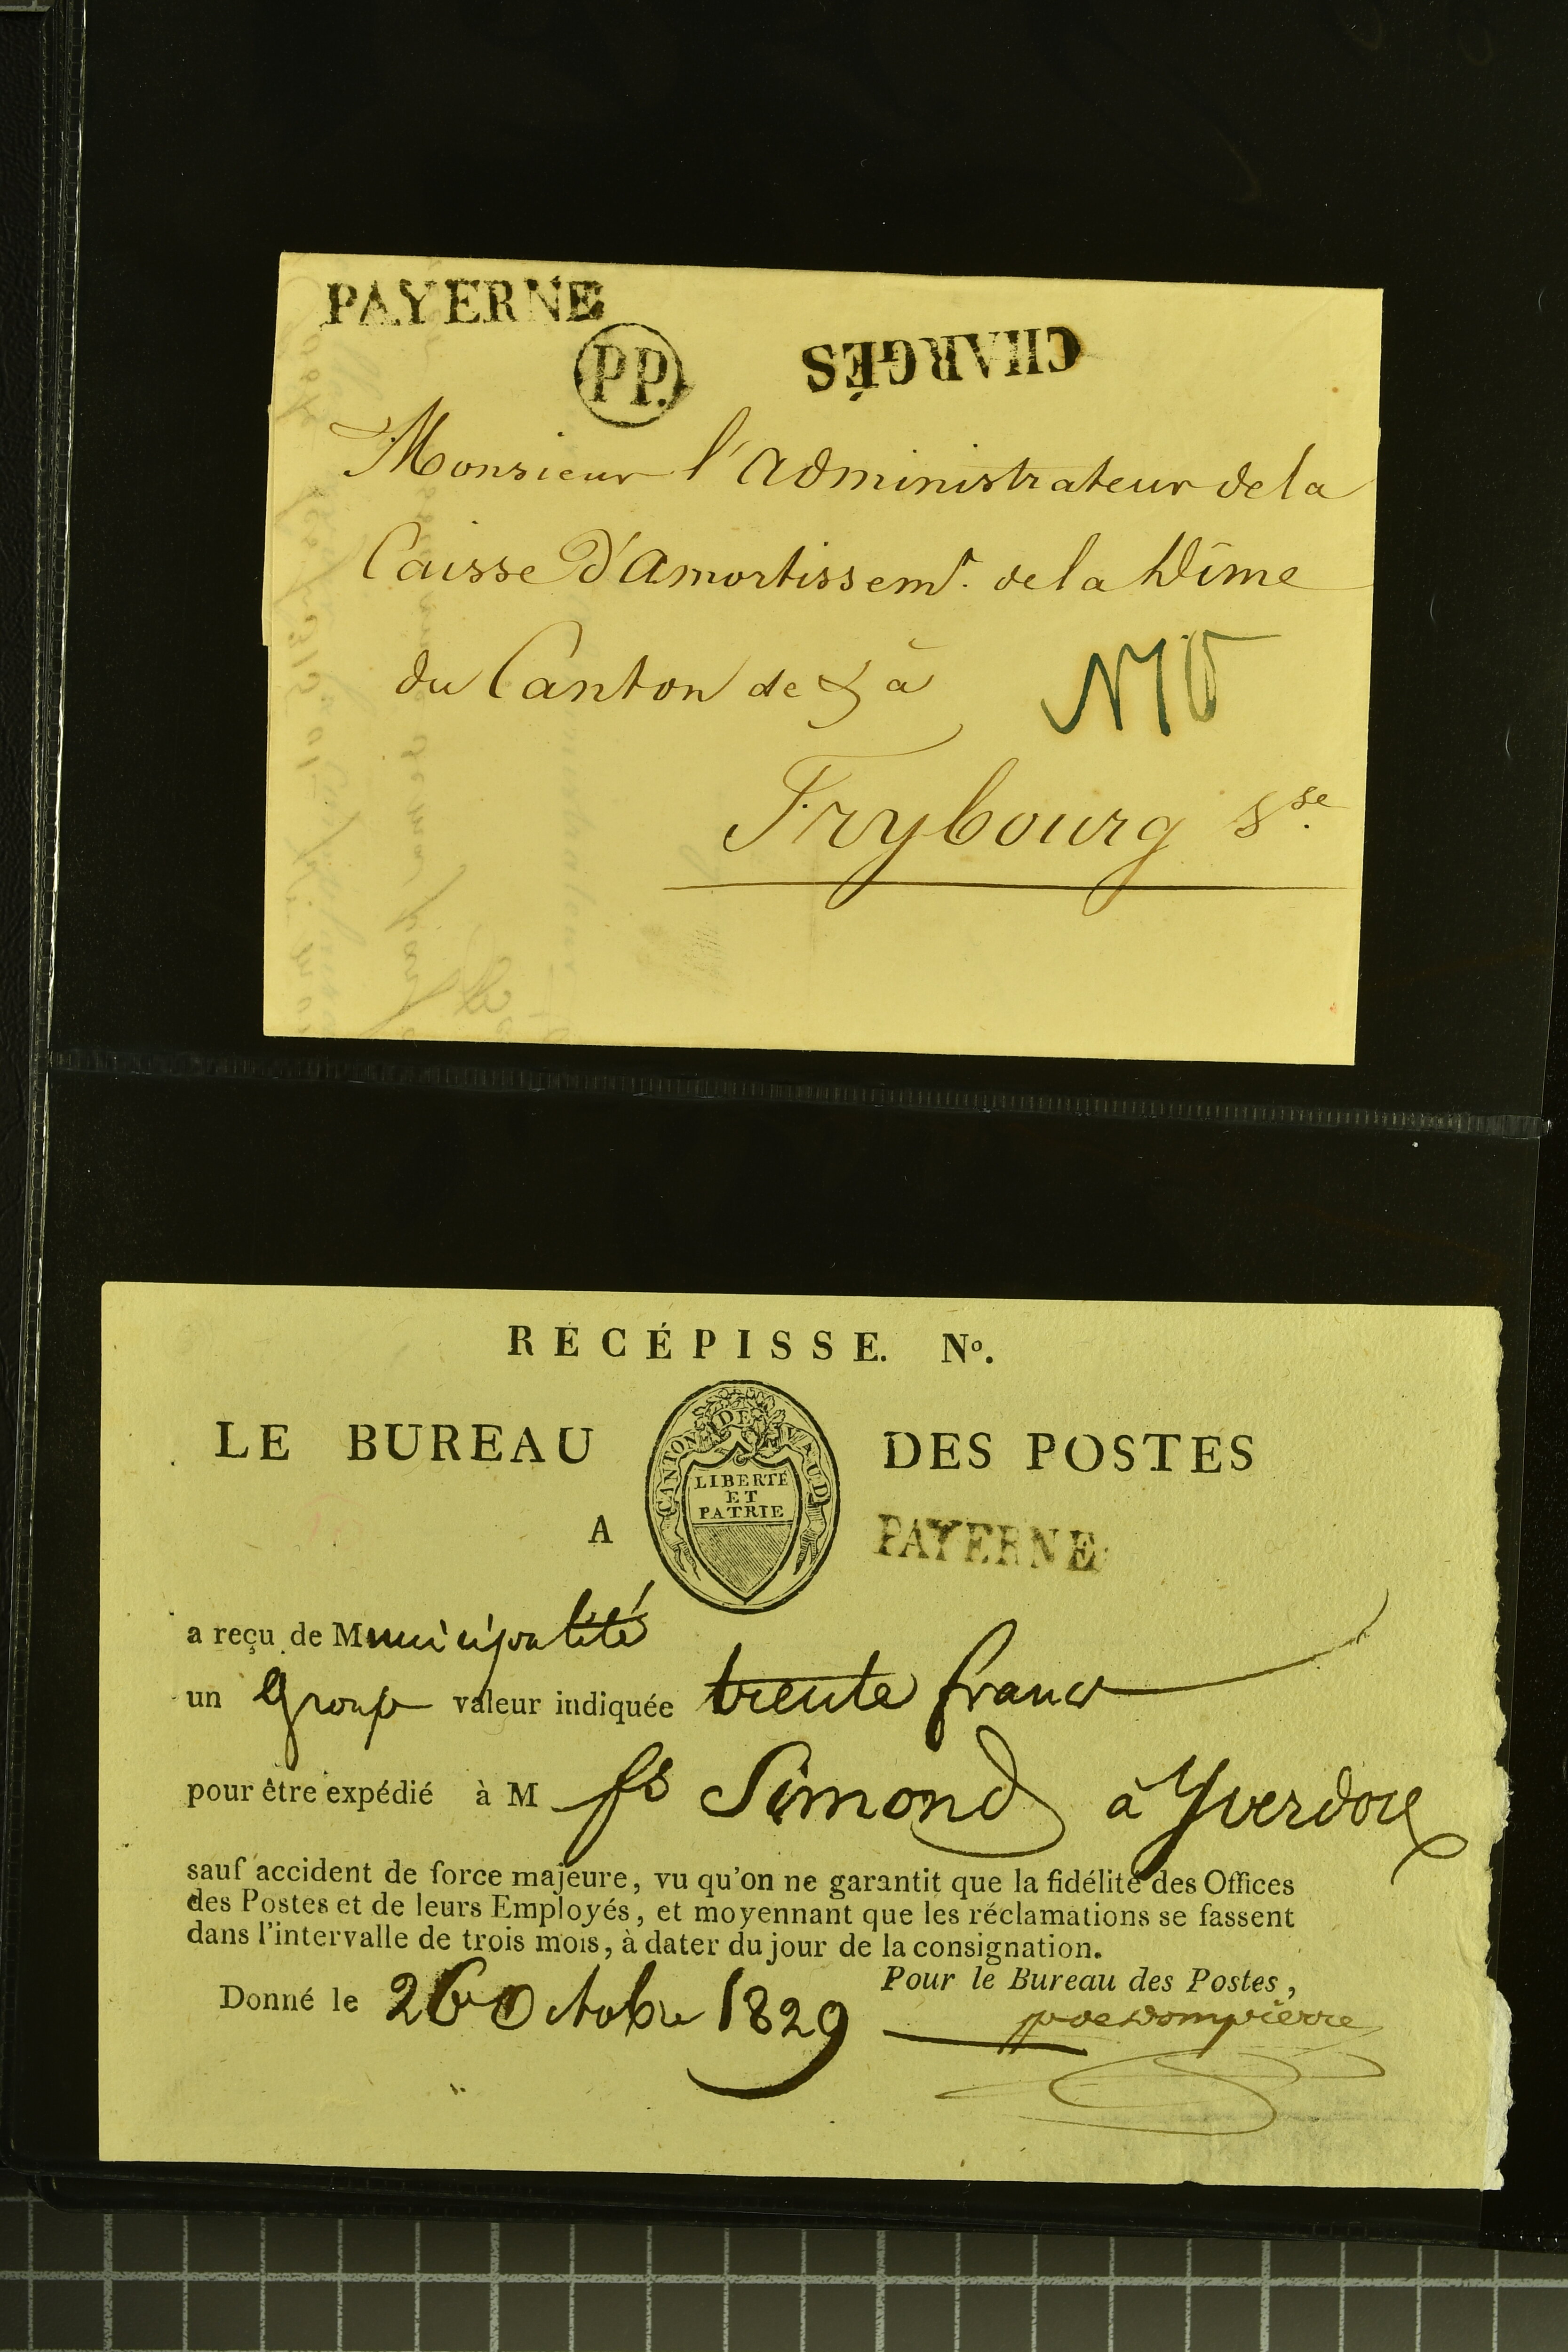 PAYERNE
PP.
CHARGÉS
Monsieur l'administrateur de la
Caisse d'amortissemt. de la Dîme
du Canton de & à
Frybourg Sse.
RÉCÉPISSE. No.
LE BUREAU DES POSTES
CANTON DE VAUD
LIBERTÉ
ET
PATRIE
A PAYERNE
a reçu de Municipalité
un Group valeur indiquée trente francs
pour être expédié à M fs Simond à Yverdon
sauf accident de force majeure, vu qu'on ne garantit que la fidélité des Offices
des Postes et de leurs Employés, et moyennant que les réclamations se fassent
dans l'intervalle de trois mois, à dater du jour de la consignation.
Pour le Bureau des Postes,
Donné le 26 Octobre 1829